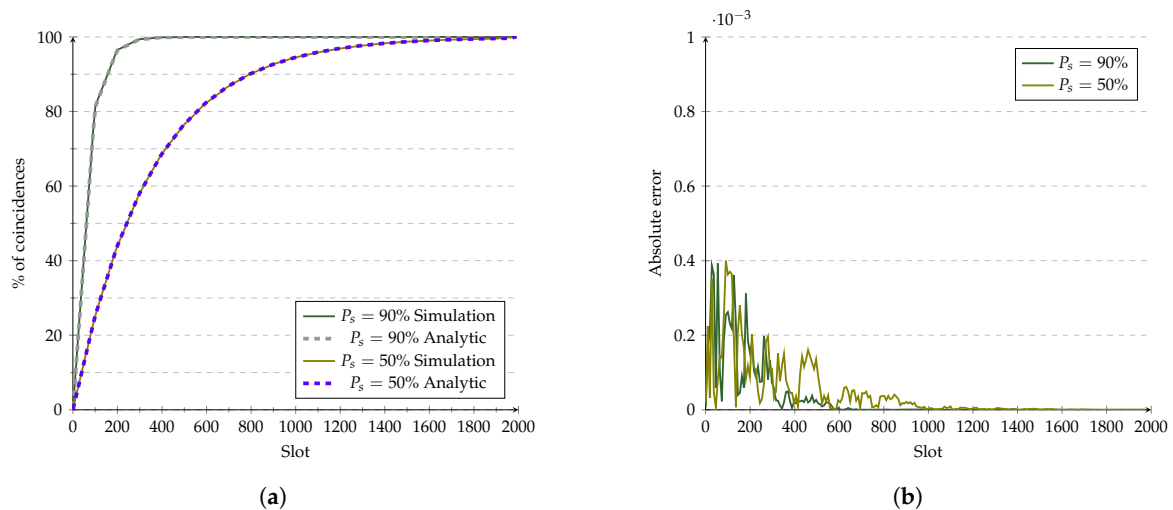 100
80
60
40
20
0
% of coincidences
0 200 400 600 800 1000 1200 1400 1600 1800 2000
Slot
P_s = 90% Simulation
P_s = 90% Analytic
P_s = 50% Simulation
P_s = 50% Analytic
(a)
·10^−3
1
0.8
0.6
0.4
0.2
0
Absolute error
0 200 400 600 800 1000 1200 1400 1600 1800 2000
Slot
P_s = 90%
P_s = 50%
(b)